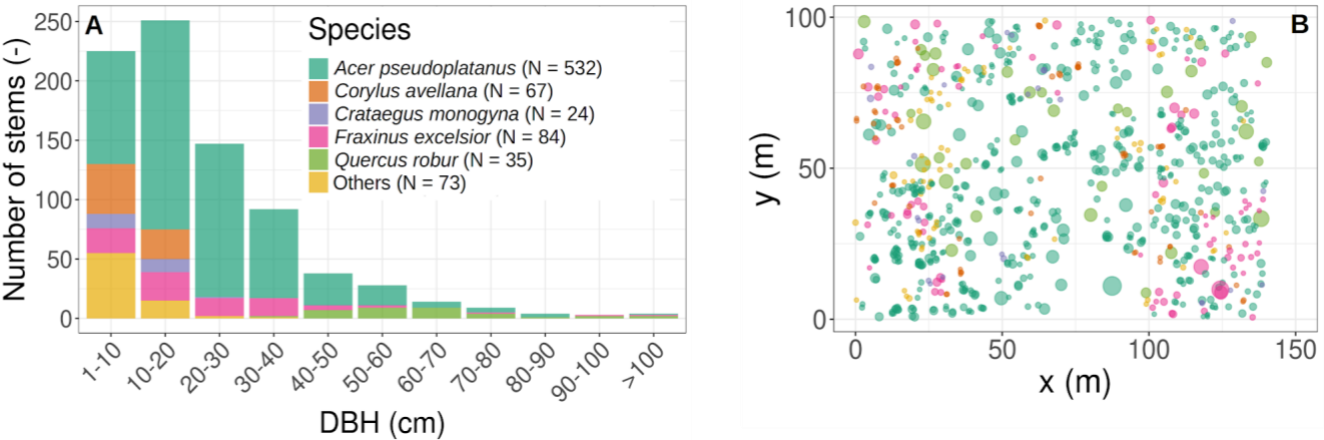 A
Number of stems (-)
250
200
150
100
50
0
1-10
10-20
20-30
30-40
40-50
50-60
60-70
70-80
80-90
90-100
>100
DBH (cm)
Species
Acer pseudoplatanus (N = 532)
Corylus avellana (N = 67)
Crataegus monogyna (N = 24)
Fraxinus excelsior (N = 84)
Quercus robur (N = 35)
Others (N = 73)
B
y (m)
100
50
0
0
50
100
150
x (m)